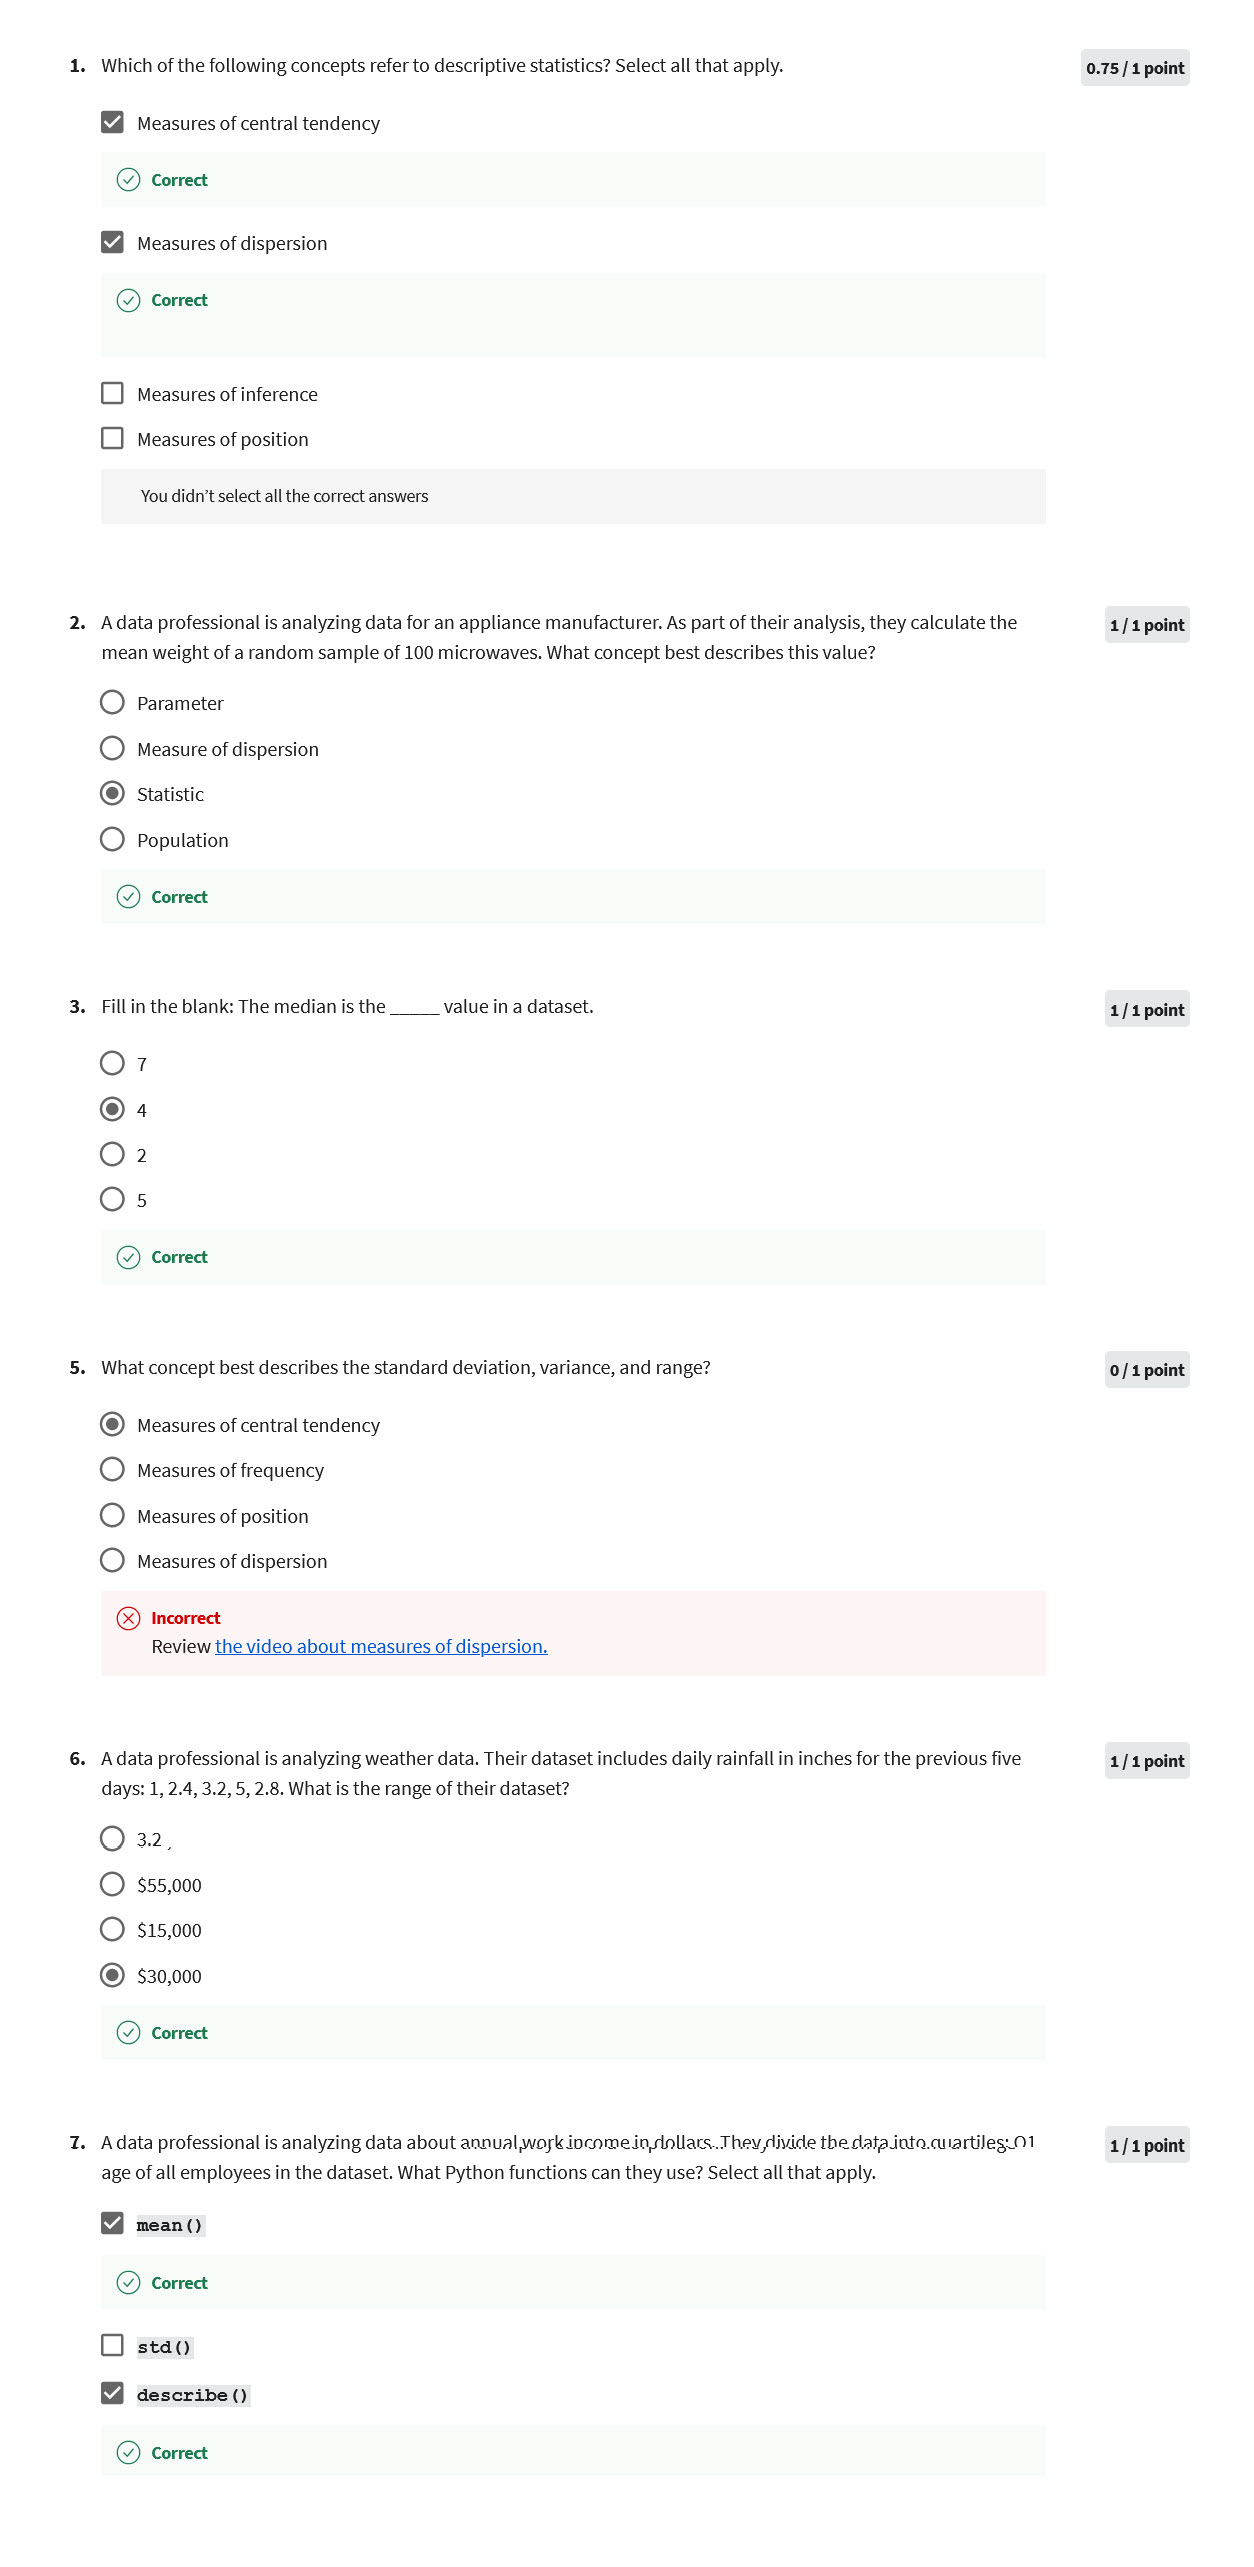 1. Which of the following concepts refer to descriptive statistics? Select all that apply.
0.75 / 1 point
Measures of central tendency
Correct
Measures of dispersion
Correct
Measures of inference
Measures of position
You didn't select all the correct answers
2. A data professional is analyzing data for an appliance manufacturer. As part of their analysis, they calculate the
1 / 1 point
mean weight of a random sample of 100 microwaves. What concept best describes this value?
Parameter
Measure of dispersion
Statistic
Population
Correct
3. Fill in the blank: The median is the _____ value in a dataset.
1 / 1 point
7
4
2
5
Correct
5. What concept best describes the standard deviation, variance, and range?
0 / 1 point
Measures of central tendency
Measures of frequency
Measures of position
Measures of dispersion
Incorrect
Review the video about measures of dispersion.
6. A data professional is analyzing weather data. Their dataset includes daily rainfall in inches for the previous five
1 / 1 point
days: 1, 2.4, 3.2, 5, 2.8. What is the range of their dataset?
3.2
$55,000
$15,000
$30,000
Correct
7. A data professional is analyzing data about annual work income in dollars. They divide the data into quartiles: Q1
1 / 1 point
age of all employees in the dataset. What Python functions can they use? Select all that apply.
mean()
Correct
std()
describe()
Correct